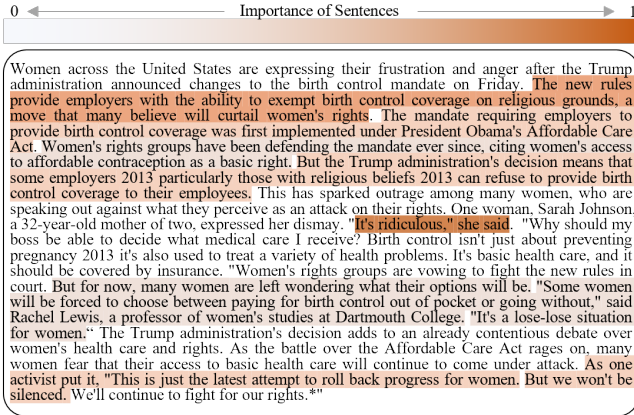 0 Importance of Sentences 1
Women across the United States are expressing their frustration and anger after the Trump
administration announced changes to the birth control mandate on Friday. The new rules
provide employers with the ability to exempt birth control coverage on religious grounds, a
move that many believe will curtail women's rights. The mandate requiring employers to
provide birth control coverage was first implemented under President Obama's Affordable Care
Act. Women's rights groups have been defending the mandate ever since, citing women's access
to affordable contraception as a basic right. But the Trump administration's decision means that
some employers 2013 particularly those with religious beliefs 2013 can refuse to provide birth
control coverage to their employees. This has sparked outrage among many women, who are
speaking out against what they perceive as an attack on their rights. One woman, Sarah Johnson,
a 32-year-old mother of two, expressed her dismay. "It's ridiculous," she said. "Why should my
boss be able to decide what medical care I receive? Birth control isn't just about preventing
pregnancy 2013 it's also used to treat a variety of health problems. It's basic health care, and it
should be covered by insurance. "Women's rights groups are vowing to fight the new rules in
court. But for now, many women are left wondering what their options will be. "Some women
will be forced to choose between paying for birth control out of pocket or going without," said
Rachel Lewis, a professor of women's studies at Dartmouth College. "It's a lose-lose situation
for women.“ The Trump administration's decision adds to an already contentious debate over
women's health care and rights. As the battle over the Affordable Care Act rages on, many
women fear that their access to basic health care will continue to come under attack. As one
activist put it, "This is just the latest attempt to roll back progress for women. But we won't be
silenced. We'll continue to fight for our rights.*"